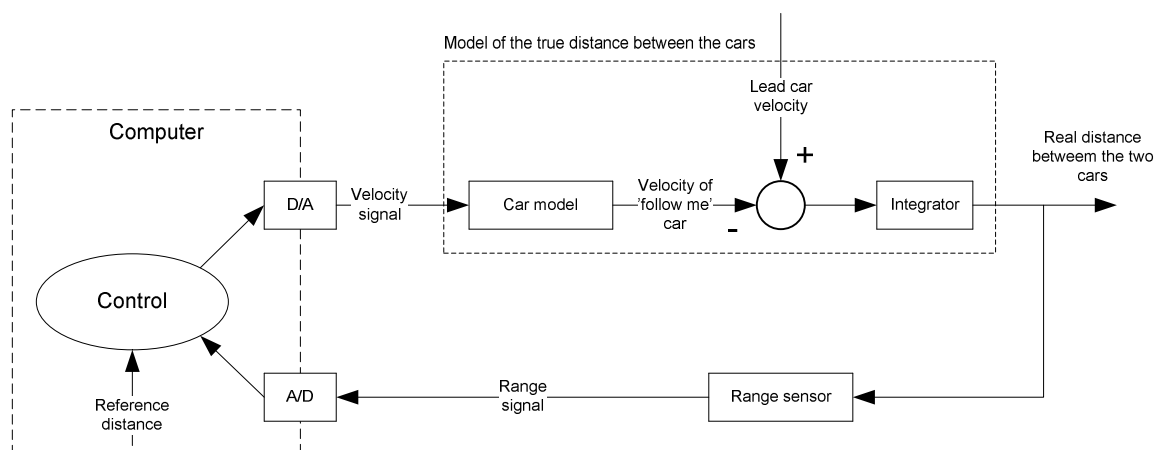 Model of the true distance between the cars
Lead car
velocity
Computer
Real distance
betweem the two
cars
+
D/A
Velocity
signal
Car model
Velocity of
'follow me'
car
-
Integrator
Control
A/D
Range
signal
Range sensor
Reference
distance